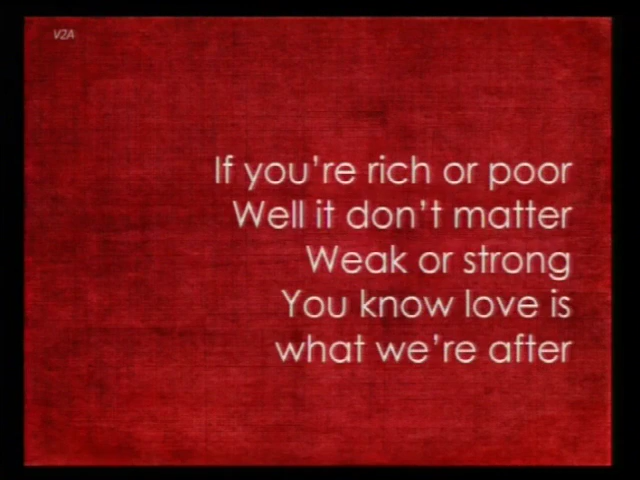 V2A
If you're rich or poor
Well it don't matter
Weak or strong
You know love is
what we're after